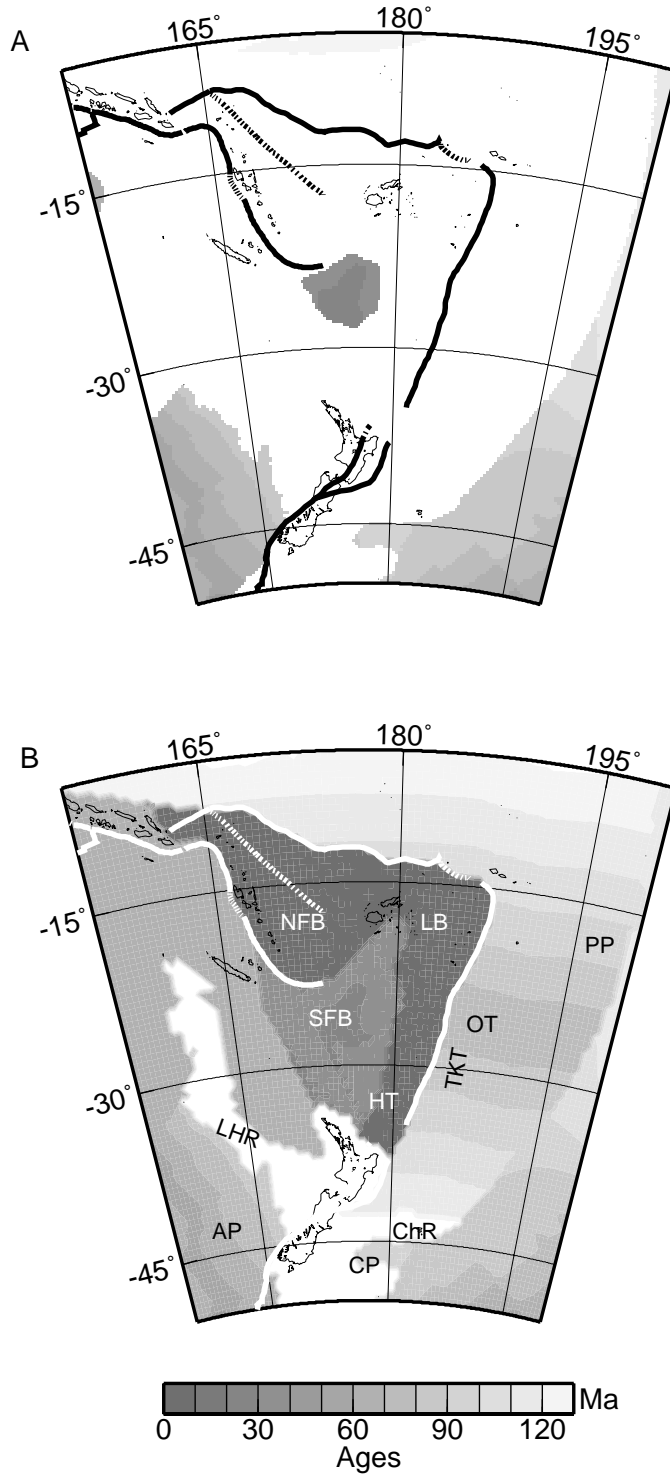 A
165°
180°
195°
-15°
-30°
-45°
B
165°
180°
195°
-15°
-30°
-45°
NFB
LB
PP
SFB
OT
TKT
HT
LHR
AP
ChR
CP
Ma
0 30 60 90 120
Ages